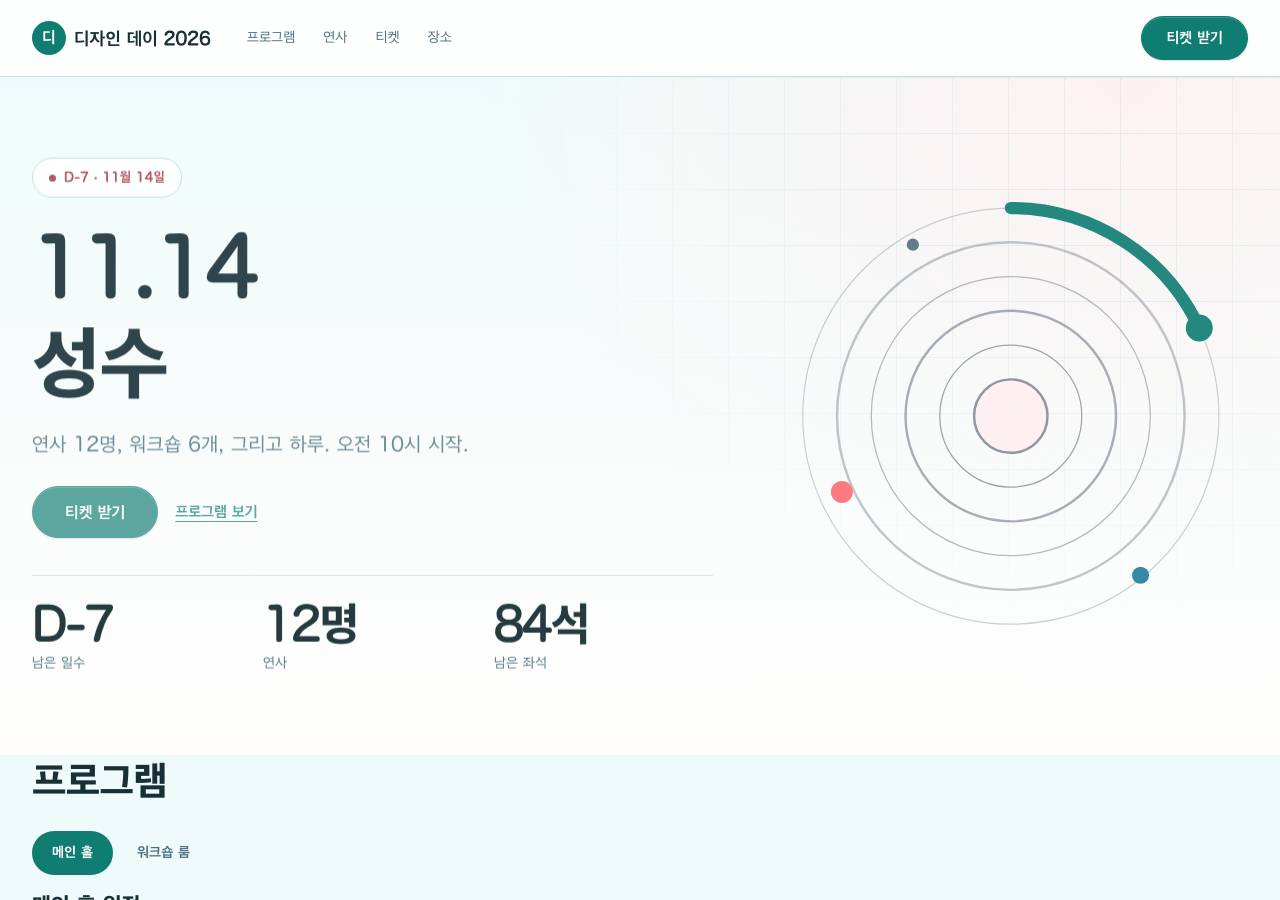 디 디자인 데이 2026 프로그램 연사 티켓 장소 티켓 받기
D-7 · 11월 14일
11.14
성수
연사 12명, 워크숍 6개, 그리고 하루. 오전 10시 시작.
티켓 받기 프로그램 보기
D-7 12명 84석
남은 일수 연사 남은 좌석
프로그램
메인 홀 워크숍 룸